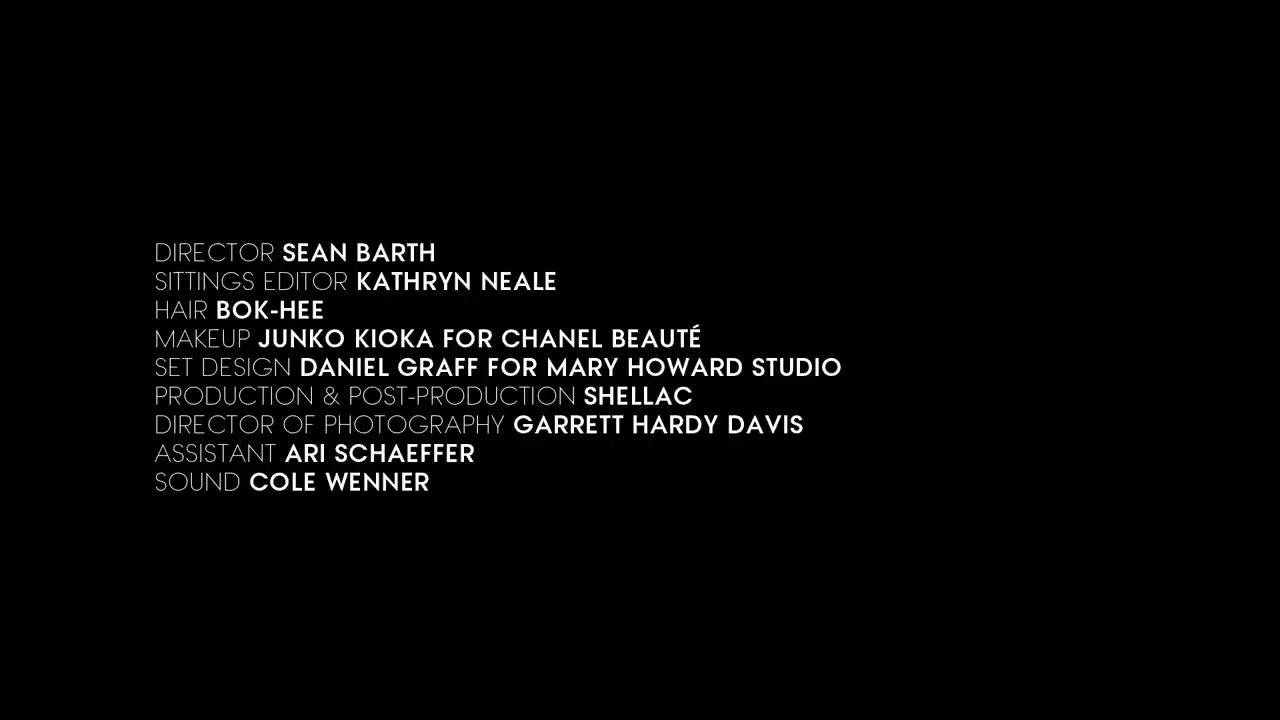 DIRECTOR SEAN BARTH
SITTINGS EDITOR KATHRYN NEALE
HAIR BOK-HEE
MAKEUP JUNKO KIOKA FOR CHANEL BEAUTÉ
SET DESIGN DANIEL GRAFF FOR MARY HOWARD STUDIO
PRODUCTION & POST-PRODUCTION SHELLAC
DIRECTOR OF PHOTOGRAPHY GARRETT HARDY DAVIS
ASSISTANT ARI SCHAEFFER
SOUND COLE WENNER